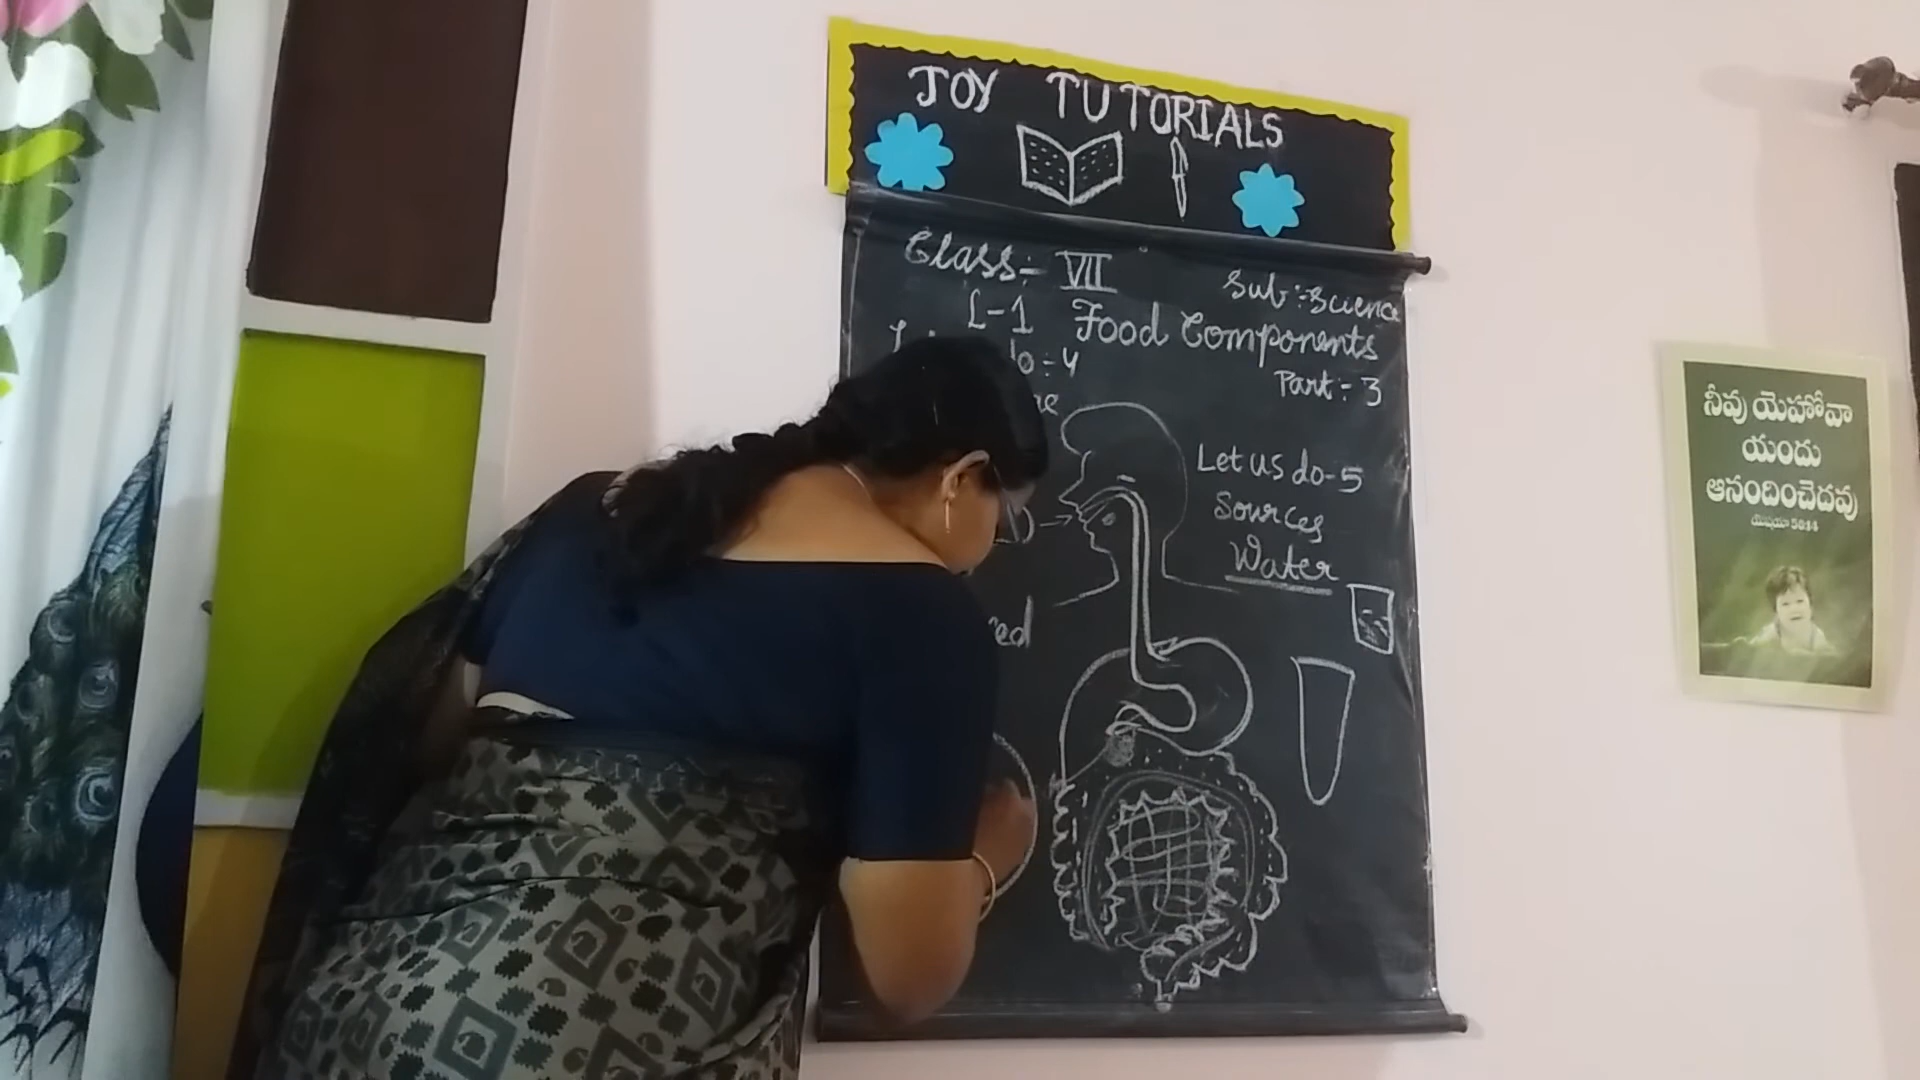 JOY TUTORIALS
Class:- VII
Sub:-Science
L-1 Food Components
o:-4
Part:-3
Let us do-5
Sources
Water
నీవు యెహోవా
యందు
ఆనందించెదవు